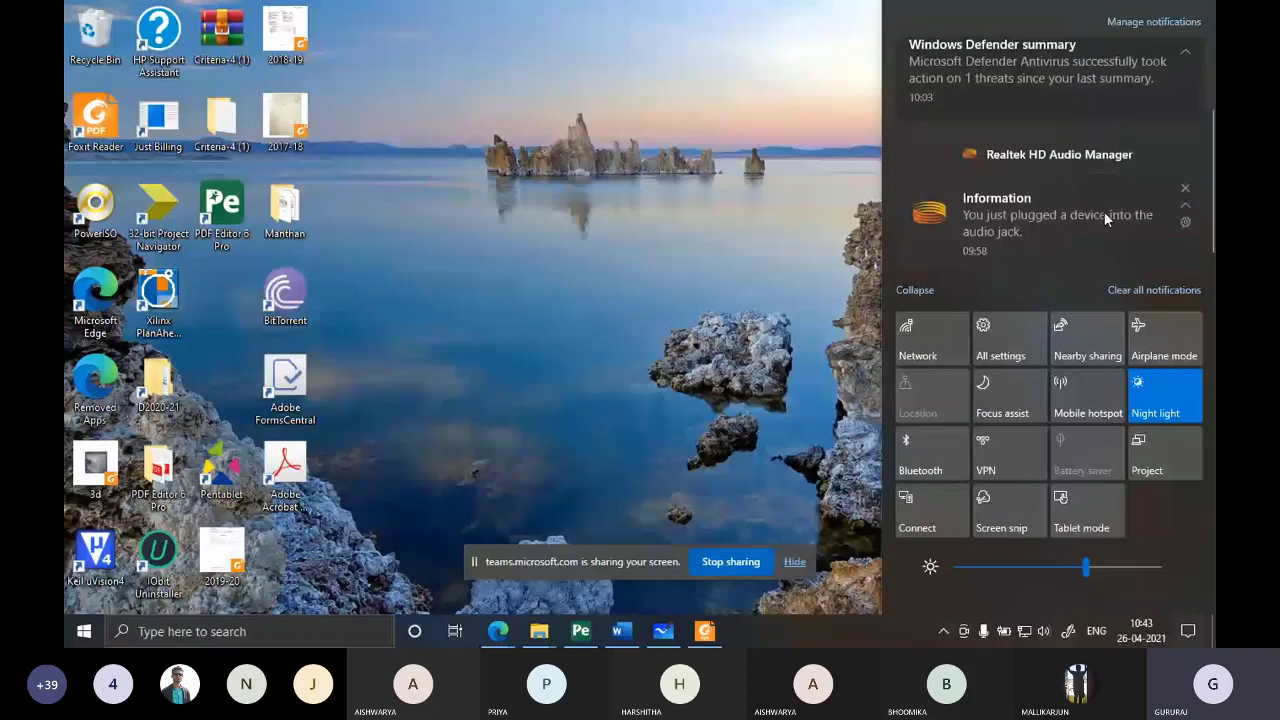 Recycle Bin
HP Support
Assistant
Criteria-4 (1)
2018-19
PDF
Foxit Reader
Just Billing
Criteria-4 (1)
2017-18
Pe
PowerISO
32-bit Project
Navigator
PDF Editor 6
Pro
Manthan
Microsoft
Edge
Xilinx
PlanAhe...
BitTorrent
Removed
Apps
D2020-21
Adobe
FormsCentral
3d
PDF Editor 6
Pro
Pentablet
Adobe
Acrobat ...
Keil uVision4
IObit
Uninstaller
2019-20
Manage notifications
Windows Defender summary
Microsoft Defender Antivirus successfully took
action on 1 threats since your last summary.
10:03
Realtek HD Audio Manager
Information
You just plugged a device into the
audio jack.
09:58
Collapse
Clear all notifications
Network
All settings
Nearby sharing
Airplane mode
Location
Focus assist
Mobile hotspot
Night light
Bluetooth
VPN
Battery saver
Project
Connect
Screen snip
Tablet mode
teams.microsoft.com is sharing your screen.
Stop sharing
Hide
Type here to search
Pe
ENG
10:43
26-04-2021
+39
4
N
J
A
AISHWARYA
P
PRIYA
H
HARSHITHA
A
AISHWARYA
B
BHOOMIKA
MALLIKARJUN
G
GURURAJ